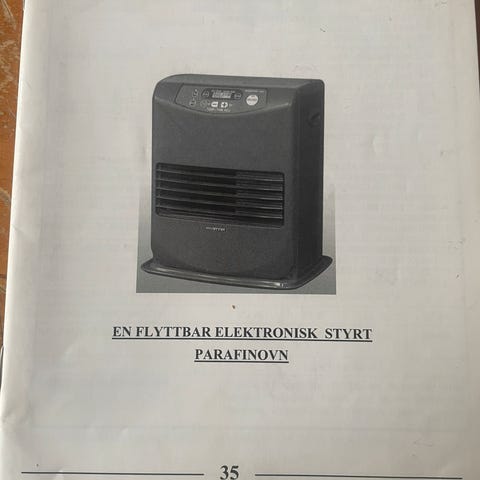 EN FLYTTBAR ELEKTRONISK STYRT
PARAFINOVN
35